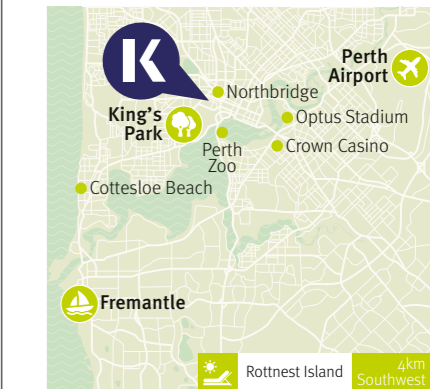 K
Perth
Airport
Northbridge
King's
Park
Optus Stadium
Perth
Zoo
Crown Casino
Cottesloe Beach
Fremantle
Rottnest Island
4km
Southwest